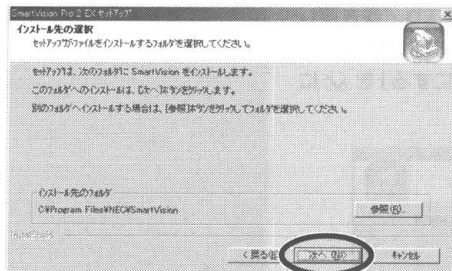 SmartVision Pro 2 EX セットアップ
インストール先の選択
セットアップがファイルをインストールするフォルダを選択してください。
セットアップは、次のフォルダに SmartVision をインストールします。
このフォルダへのインストールは、[次へ]ボタンをクリックします。
別のフォルダへインストールする場合は、[参照]ボタンをクリックしてフォルダを選択してください。
インストール先のフォルダ
C:¥Program Files¥NEC¥SmartVision
参照(R)...
InstallShield
< 戻る(B)
次へ(N)>
キャンセル